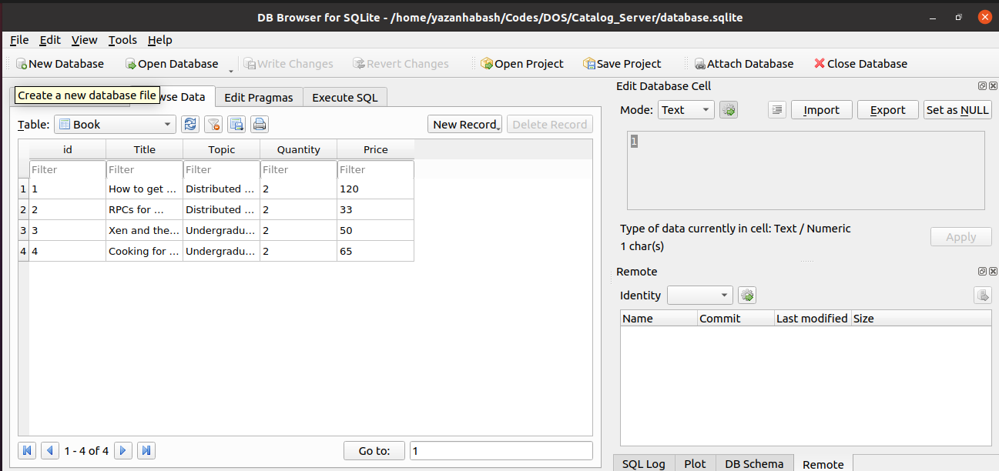 DB Browser for SQLite - /home/yazanhabash/Codes/DOS/Catalog_Server/database.sqlite
File Edit View Tools Help
New Database Open Database Write Changes Revert Changes Open Project Save Project Attach Database Close Database
Create a new database file wse Data Edit Pragmas Execute SQL
Table: Book New Record Delete Record
id Title Topic Quantity Price
Filter Filter Filter Filter Filter
1 1 How to get ... Distributed ... 2 120
2 2 RPCs for ... Distributed ... 2 33
3 3 Xen and the... Undergradu... 2 50
4 4 Cooking for ... Undergradu... 2 65
1 - 4 of 4 Go to: 1
Edit Database Cell
Mode: Text Import Export Set as NULL
1
Type of data currently in cell: Text / Numeric
1 char(s)
Apply
Remote
Identity
Name Commit Last modified Size
SQL Log Plot DB Schema Remote